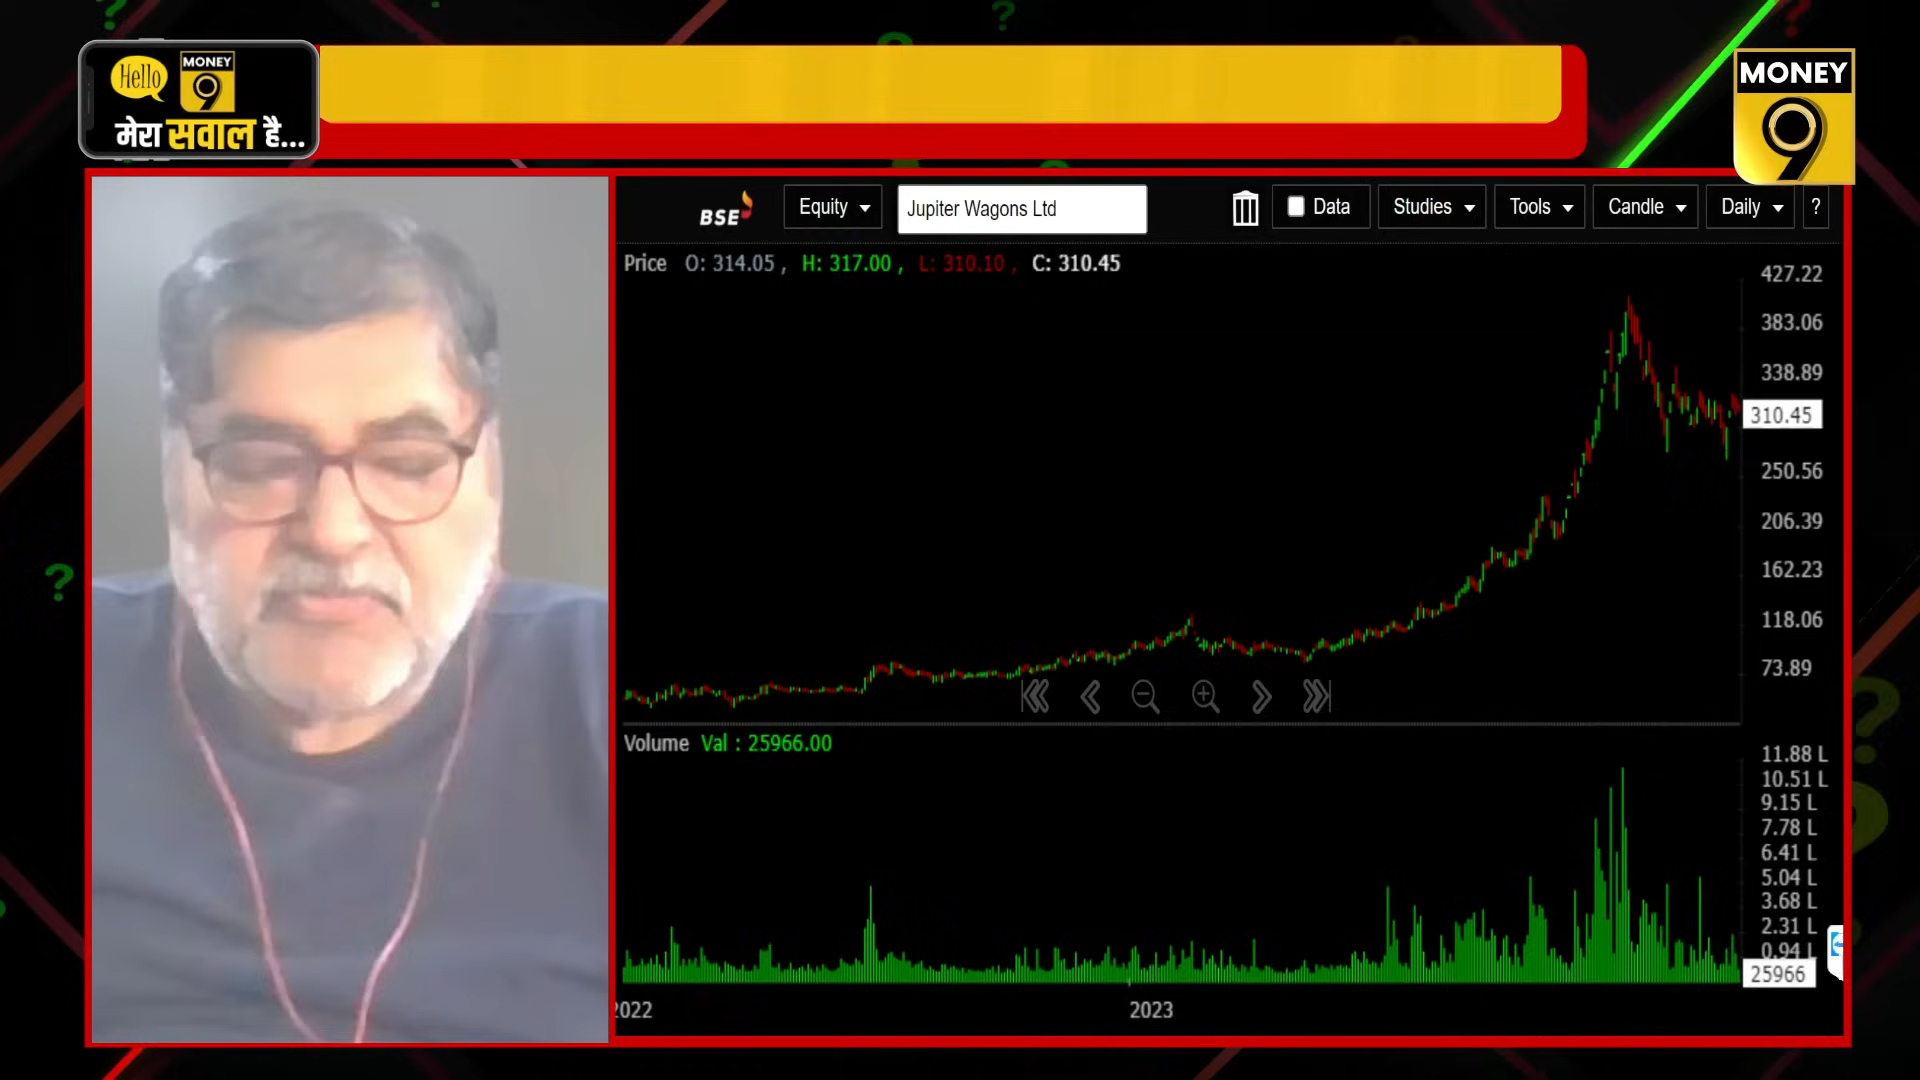 Hello MONEY 9
मेरा सवाल है...
MONEY 9
BSE Equity Jupiter Wagons Ltd Data Studies Tools Candle Daily ?
Price O: 314.05 , H: 317.00 , L: 310.10 , C: 310.45
427.22
383.06
338.89
310.45
250.56
206.39
162.23
118.06
73.89
Volume Val : 25966.00
11.88 L
10.51 L
9.15 L
7.78 L
6.41 L
5.04 L
3.68 L
2.31 L
0.94 L
25966
2022 2023